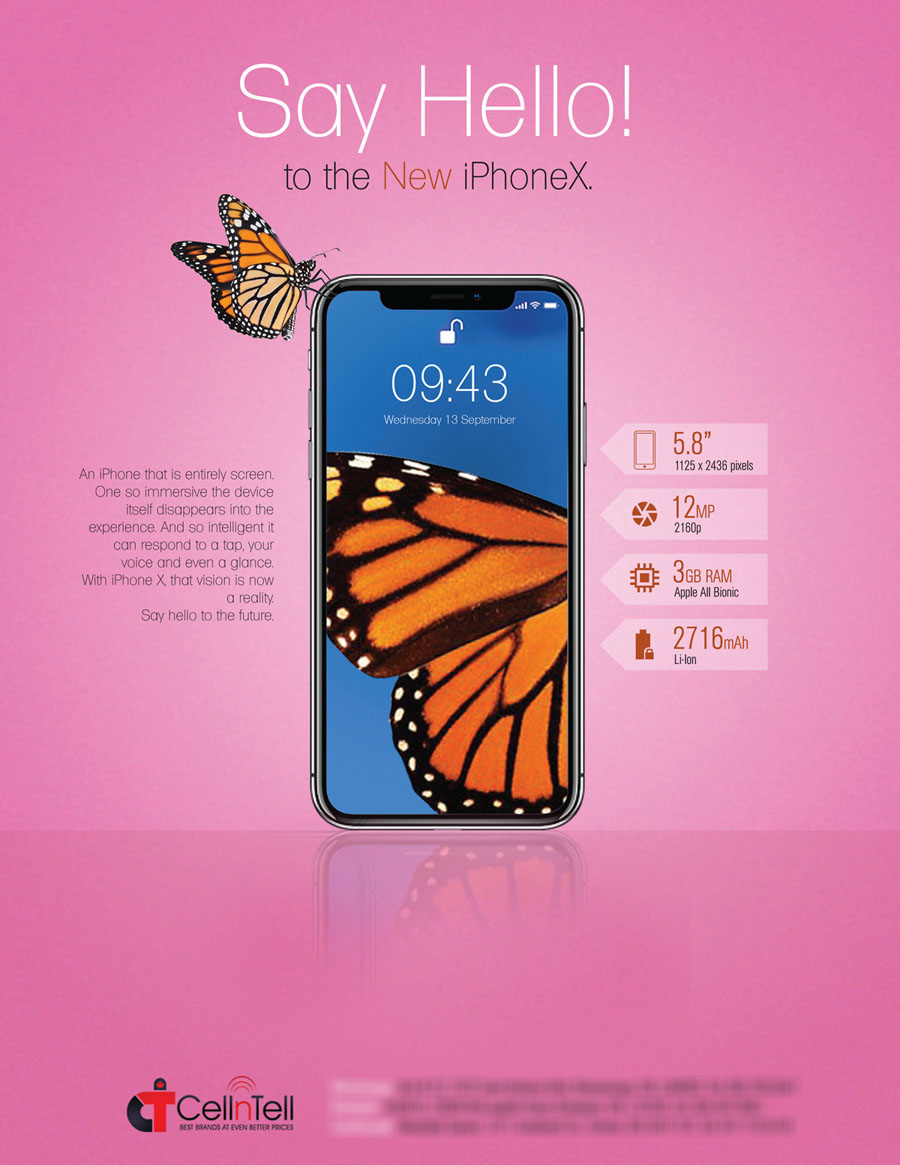 Say Hello!
to the New iPhoneX.
09:43
Wednesday 13 September
An iPhone that is entirely screen.
One so immersive the device
itself disappears into the
experience. And so intelligent it
can respond to a tap, your
voice and even a glance.
With iPhone X, that vision is now
a reality.
Say hello to the future.
5.8”
1125 x 2436 pixels
12MP
2160p
3GB RAM
Apple All Bionic
2716mAh
Li-Ion
CellnTell
BEST BRANDS AT EVEN BETTER PRICES